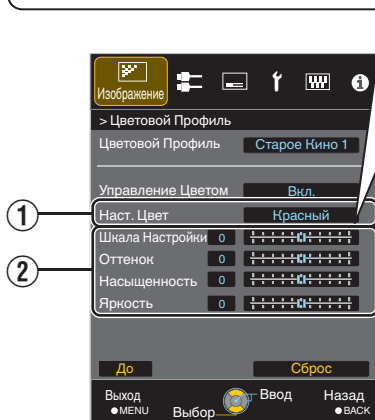 Изображение
> Цветовой Профиль
Цветовой Профиль Старое Кино 1
Управление Цветом Вкл.
① Наст. Цвет Красный
② Шкала Настройки 0
Оттенок 0
Насыщенность 0
Яркость 0
До Сброс
Выход Ввод Назад
●MENU Выбор ●BACK